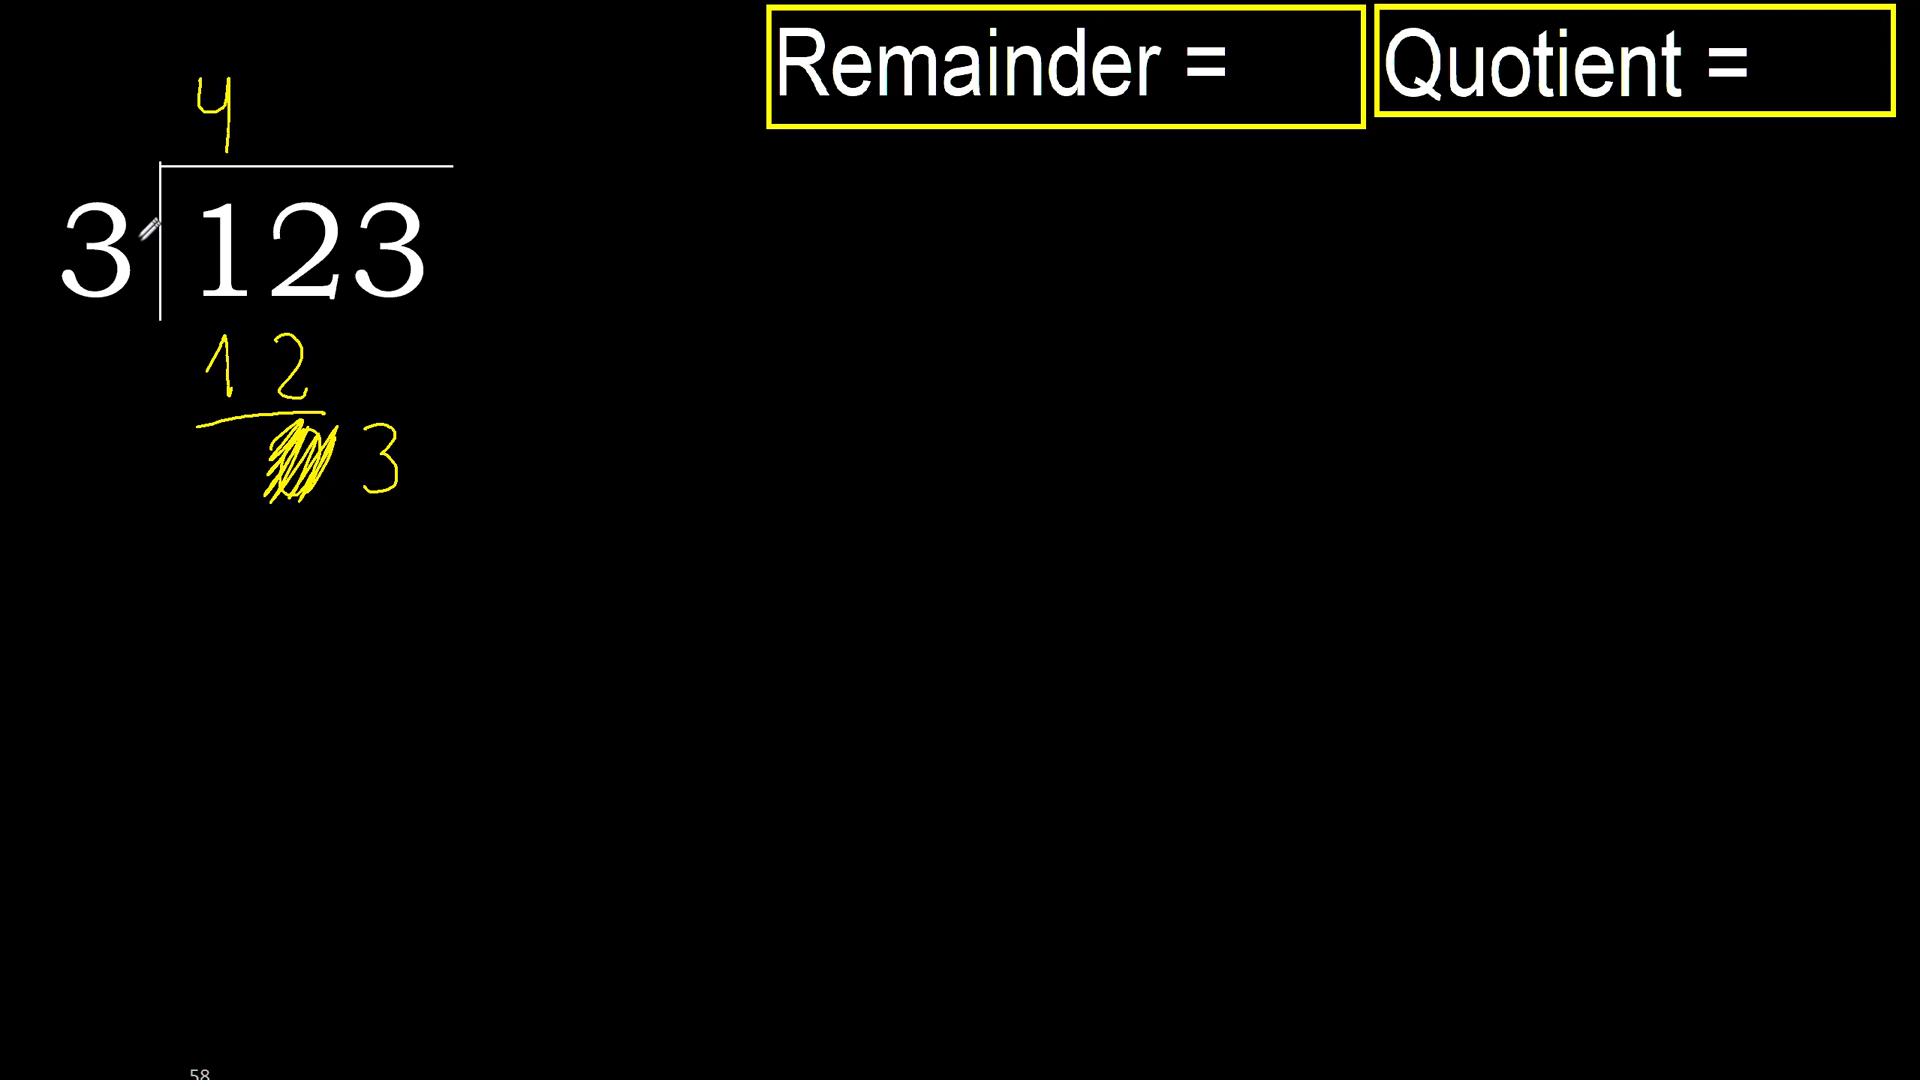 Remainder =
Quotient =
4
3 123
12
3
58